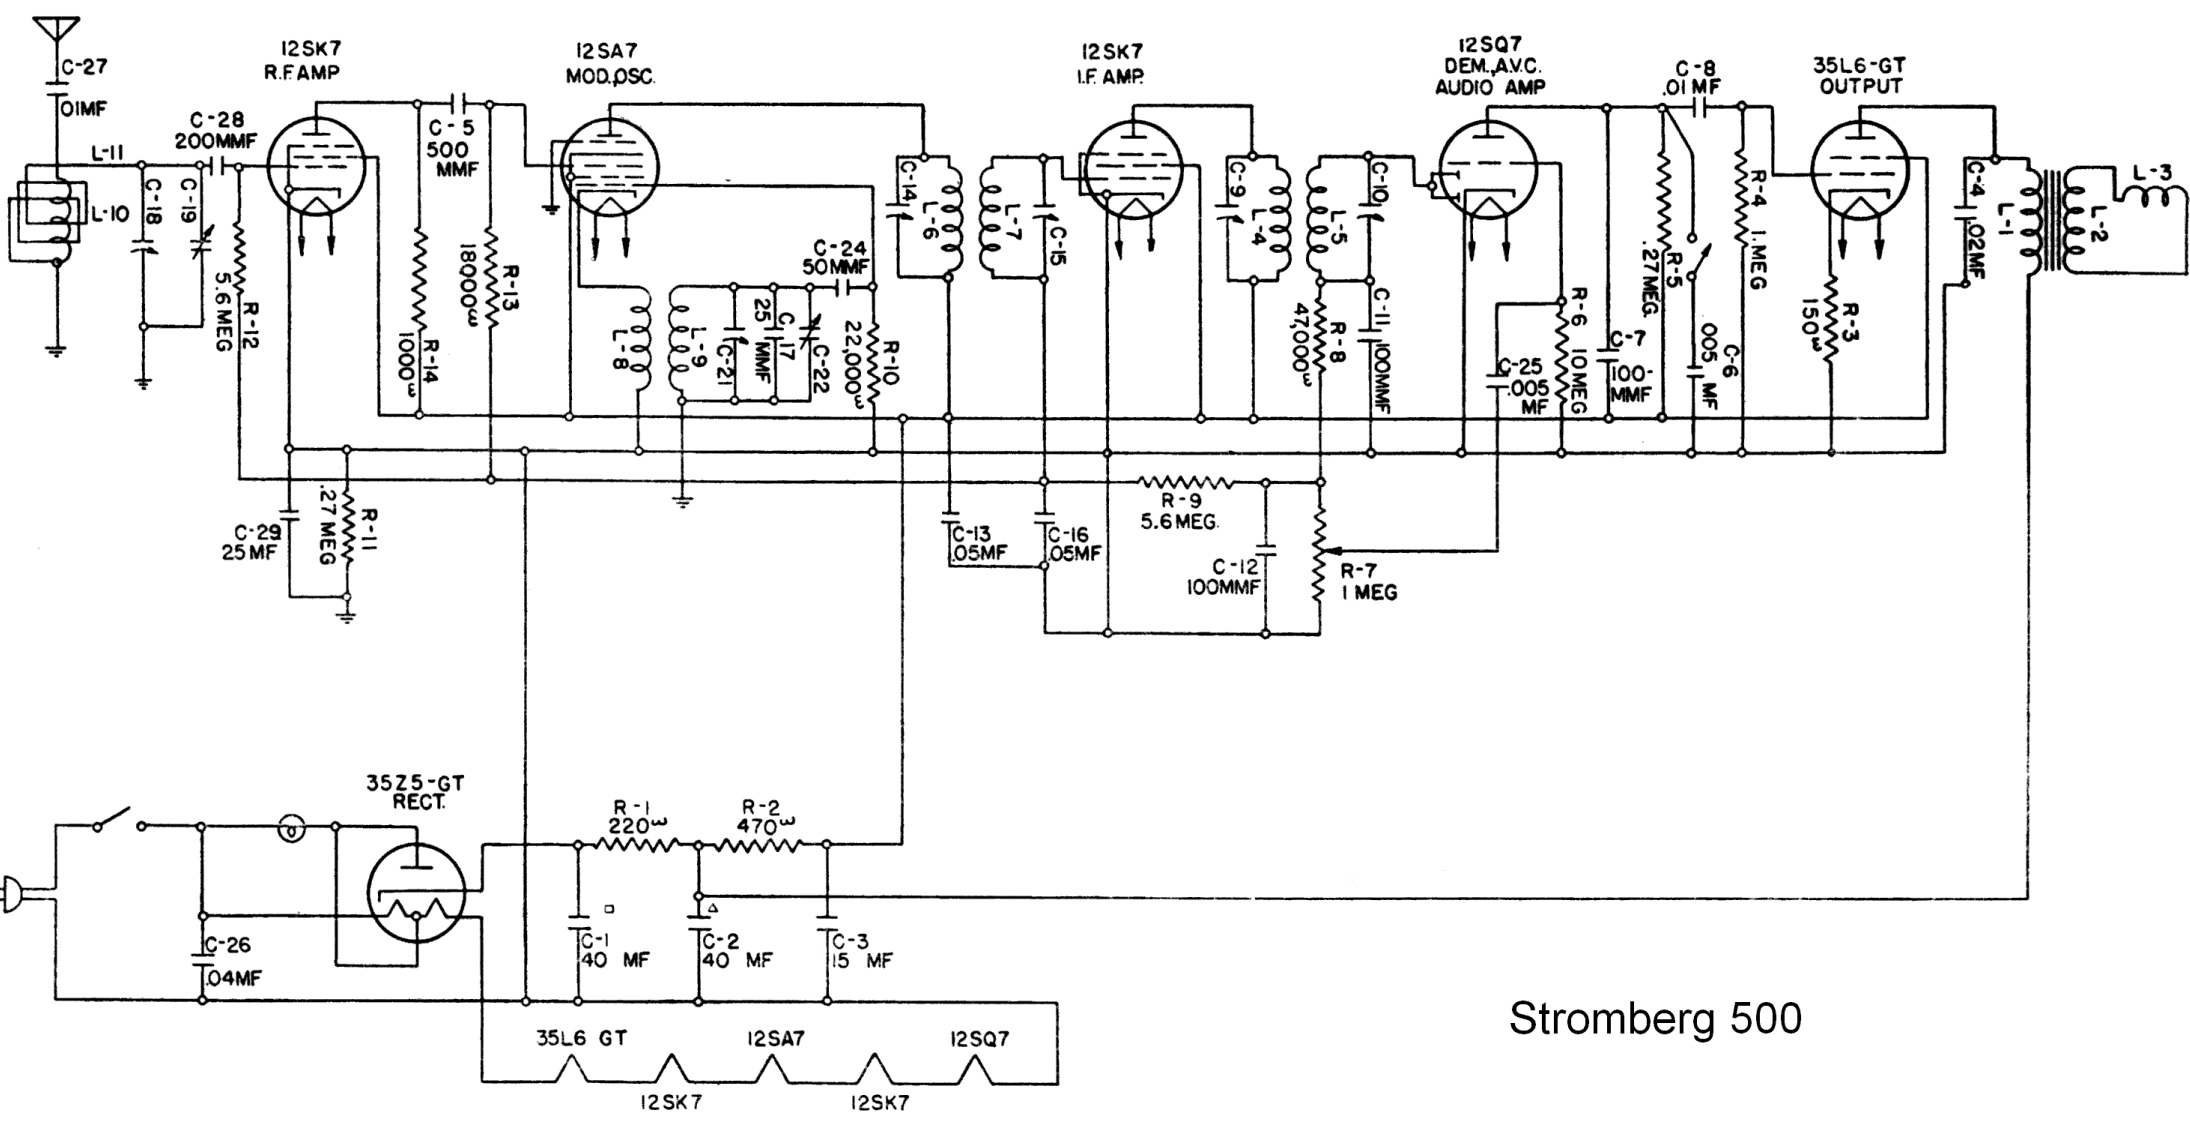 12SK7
R.F. AMP
12SA7
MOD., OSC.
12SK7
I.F. AMP.
12SQ7
DEM., A.V.C.
AUDIO AMP
35L6-GT
OUTPUT
C-27
.01MF
L-11
L-10
C-28
200MMF
C-18
C-19
R-12
5.6 MEG
C-5
500
MMF
R-14
1000ω
R-13
18000ω
L-8
L-9
C-21
C-17
25 MMF
C-22
C-24
50MMF
R-10
22,000ω
C-14
L-6
L-7
C-15
C-9
L-4
L-5
C-10
C-11
100MMF
R-8
47,000ω
R-6
10 MEG
C-25
.005
MF
C-7
100-
MMF
R-5
.27 MEG.
C-8
.01 MF
C-6
.005 MF
R-4
1. MEG
R-3
150ω
C-4
.02MF
L-1
L-2
L-3
C-29
25 MF
R-11
.27 MEG
C-13
.05MF
C-16
.05MF
R-9
5.6 MEG.
C-12
100MMF
R-7
1 MEG
35Z5-GT
RECT.
R-1
220ω
R-2
470ω
C-26
.04MF
C-1
40 MF
C-2
40 MF
C-3
15 MF
35L6 GT
12SA7
12SQ7
12SK7
12SK7
Stromberg 500